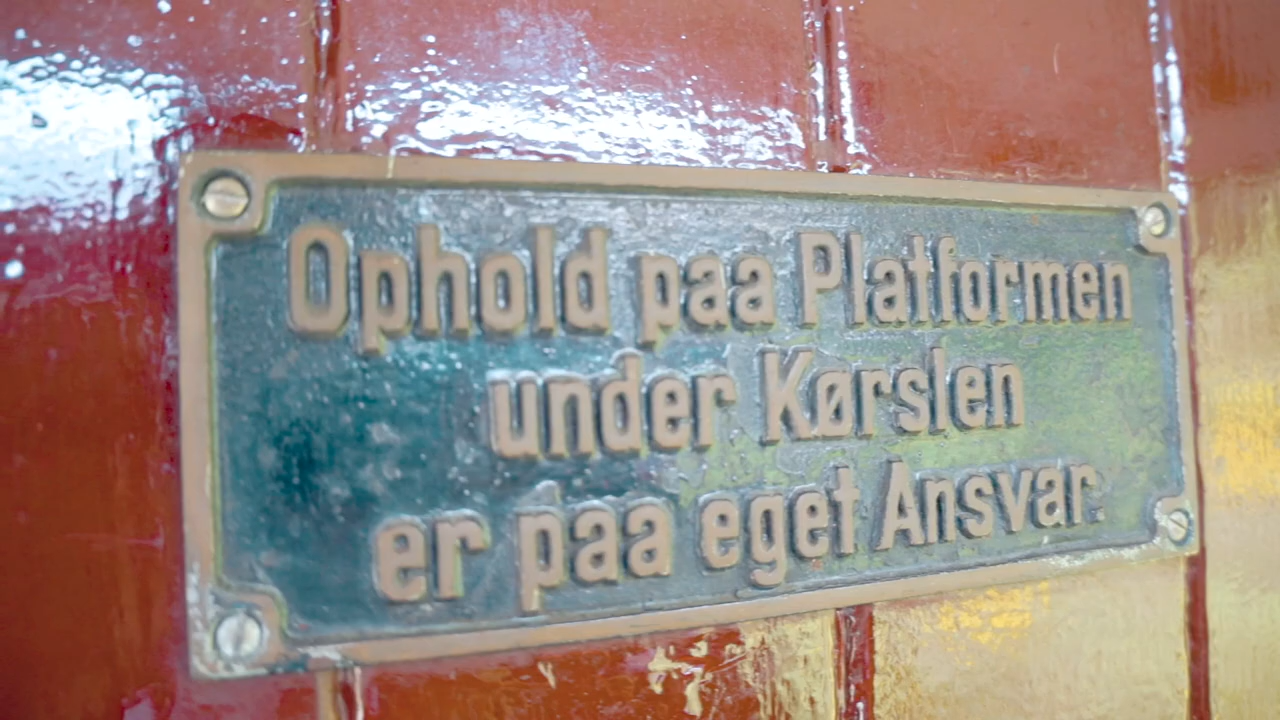 Ophold paa Platformen
under Kørslen
er paa eget Ansvar.